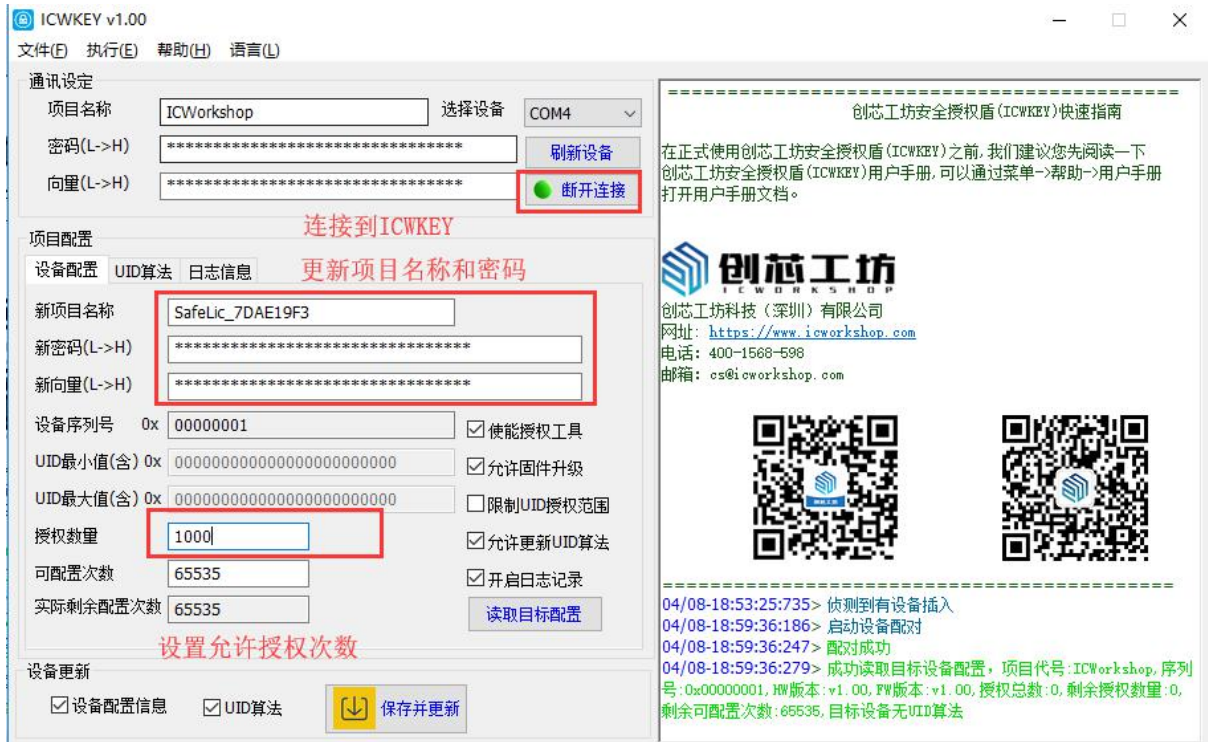 ICWKEY v1.00
文件(F) 执行(E) 帮助(H) 语言(L)
通讯设定
项目名称 ICWorkshop 选择设备 COM4
密码(L->H) ******************************** 刷新设备
向量(L->H) ******************************** 断开连接
连接到ICWKEY
项目配置
设备配置 UID算法 日志信息
更新项目名称和密码
新项目名称 SafeLic_7DAE19F3
新密码(L->H) ********************************
新向量(L->H) ********************************
设备序列号 0x 00000001 使能授权工具
UID最小值(含) 0x 000000000000000000000000 允许固件升级
UID最大值(含) 0x 000000000000000000000000 限制UID授权范围
授权数量 1000 允许更新UID算法
可配置次数 65535 开启日志记录
实际剩余配置次数 65535 读取目标配置
设置允许授权次数
设备更新
设备配置信息 UID算法 保存并更新
================================================
创芯工坊安全授权盾(ICWKEY)快速指南
在正式使用创芯工坊安全授权盾(ICWKEY)之前,我们建议您先阅读一下
创芯工坊安全授权盾(ICWKEY)用户手册,可以通过菜单->帮助->用户手册
打开用户手册文档。
创芯工坊
ICWORKSHOP
创芯工坊科技（深圳）有限公司
网址: https://www.icworkshop.com
电话: 400-1568-598
邮箱: cs@icworkshop.com
================================================
04/08-18:53:25:735> 侦测到有设备插入
04/08-18:59:36:186> 启动设备配对
04/08-18:59:36:247> 配对成功
04/08-18:59:36:279> 成功读取目标设备配置，项目代号:ICWorkshop,序列
号:0x00000001,HW版本:v1.00,FW版本:v1.00,授权总数:0,剩余授权数量:0,
剩余可配置次数:65535,目标设备无UID算法